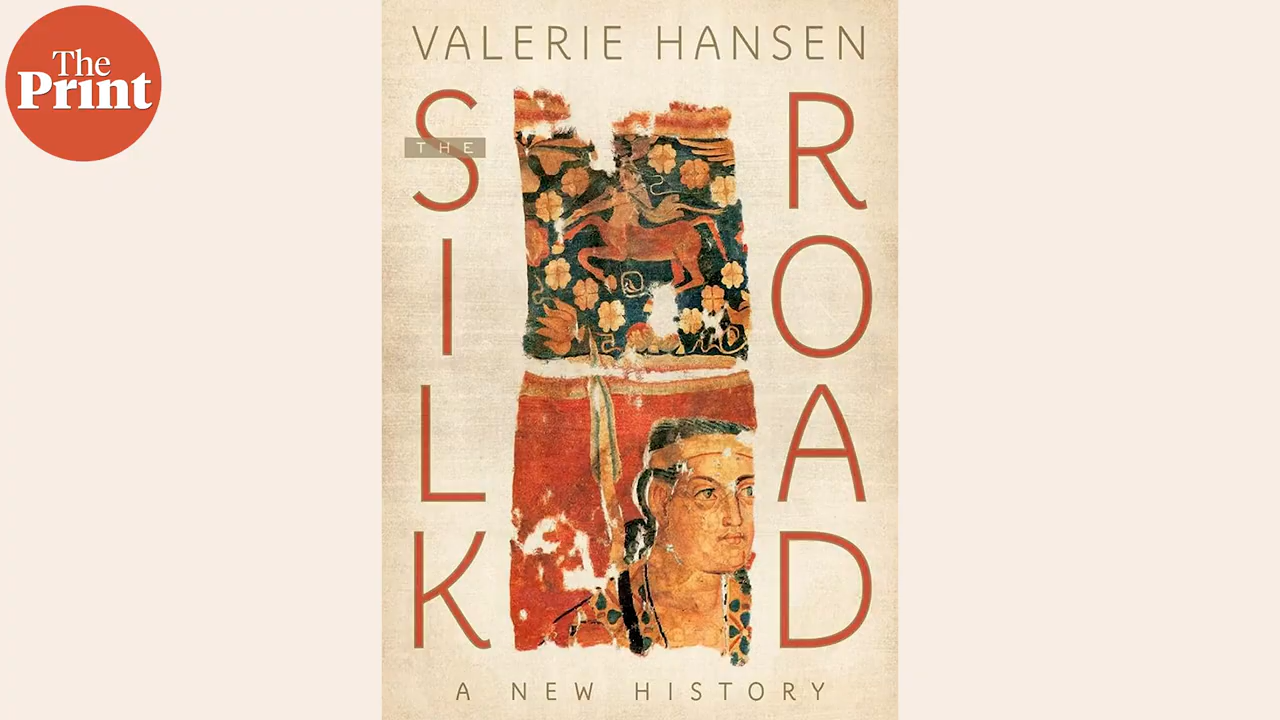 The
Print
VALERIE HANSEN
THE
SILK
ROAD
A NEW HISTORY